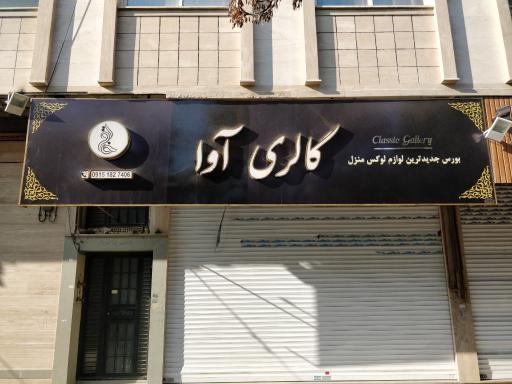 گالری آوا
Classic Gallery
بورس جدیدترین لوازم لوکس منزل
0915 182 7406